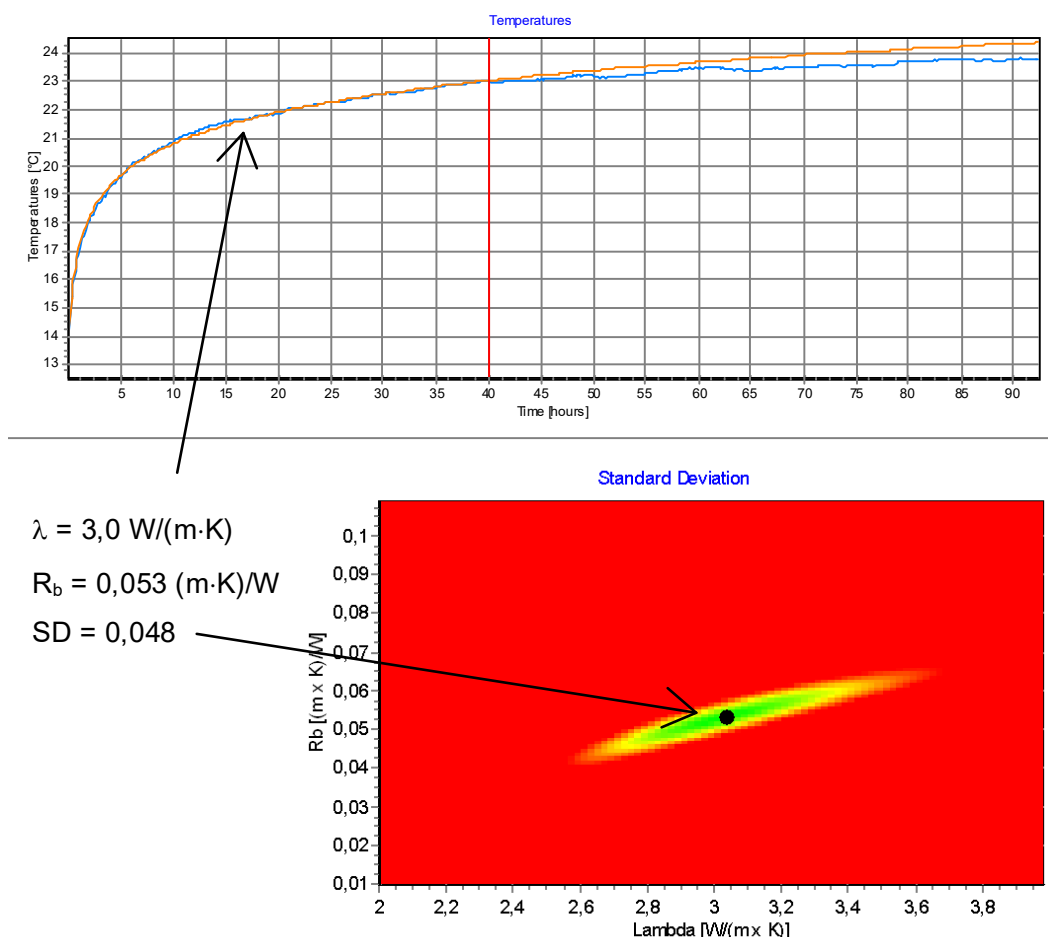 Temperatures
Temperatures [°C]
24
23
22
21
20
19
18
17
16
15
14
13
5 10 15 20 25 30 35 40 45 50 55 60 65 70 75 80 85 90
Time [hours]
λ = 3,0 W/(m·K)
Rb = 0,053 (m·K)/W
SD = 0,048
Standard Deviation
Rb [(m x K)/W]
0,1
0,09
0,08
0,07
0,06
0,05
0,04
0,03
0,02
0,01
2 2,2 2,4 2,6 2,8 3 3,2 3,4 3,6 3,8
Lambda [W/(m x K)]